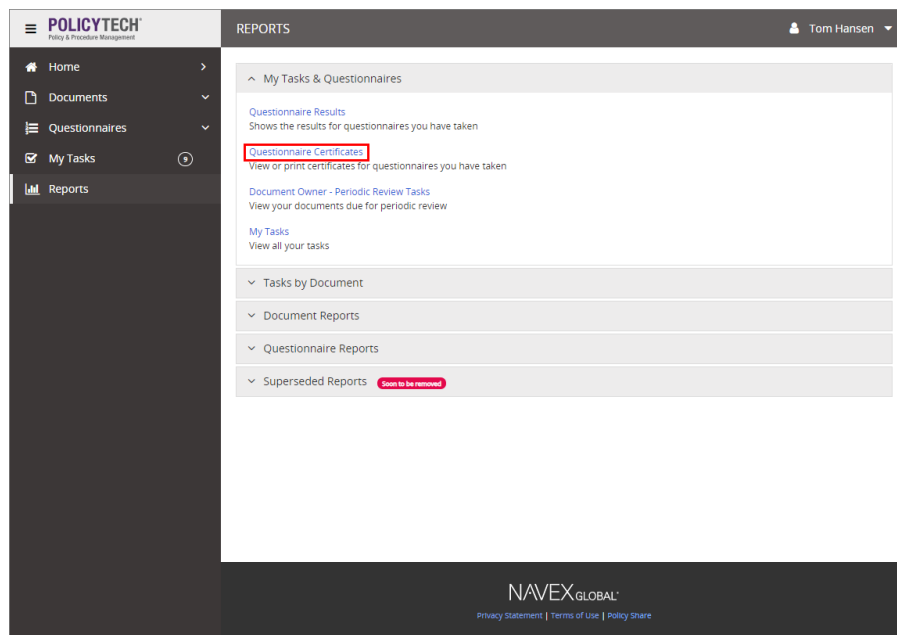 POLICYTECH
Policy & Procedure Management
REPORTS
Tom Hansen
Home
Documents
Questionnaires
My Tasks
9
Reports
My Tasks & Questionnaires
Questionnaire Results
Shows the results for questionnaires you have taken
Questionnaire Certificates
View or print certificates for questionnaires you have taken
Document Owner - Periodic Review Tasks
View your documents due for periodic review
My Tasks
View all your tasks
Tasks by Document
Document Reports
Questionnaire Reports
Superseded Reports Soon to be removed
NAVEX GLOBAL
Privacy Statement | Terms of Use | Policy Share